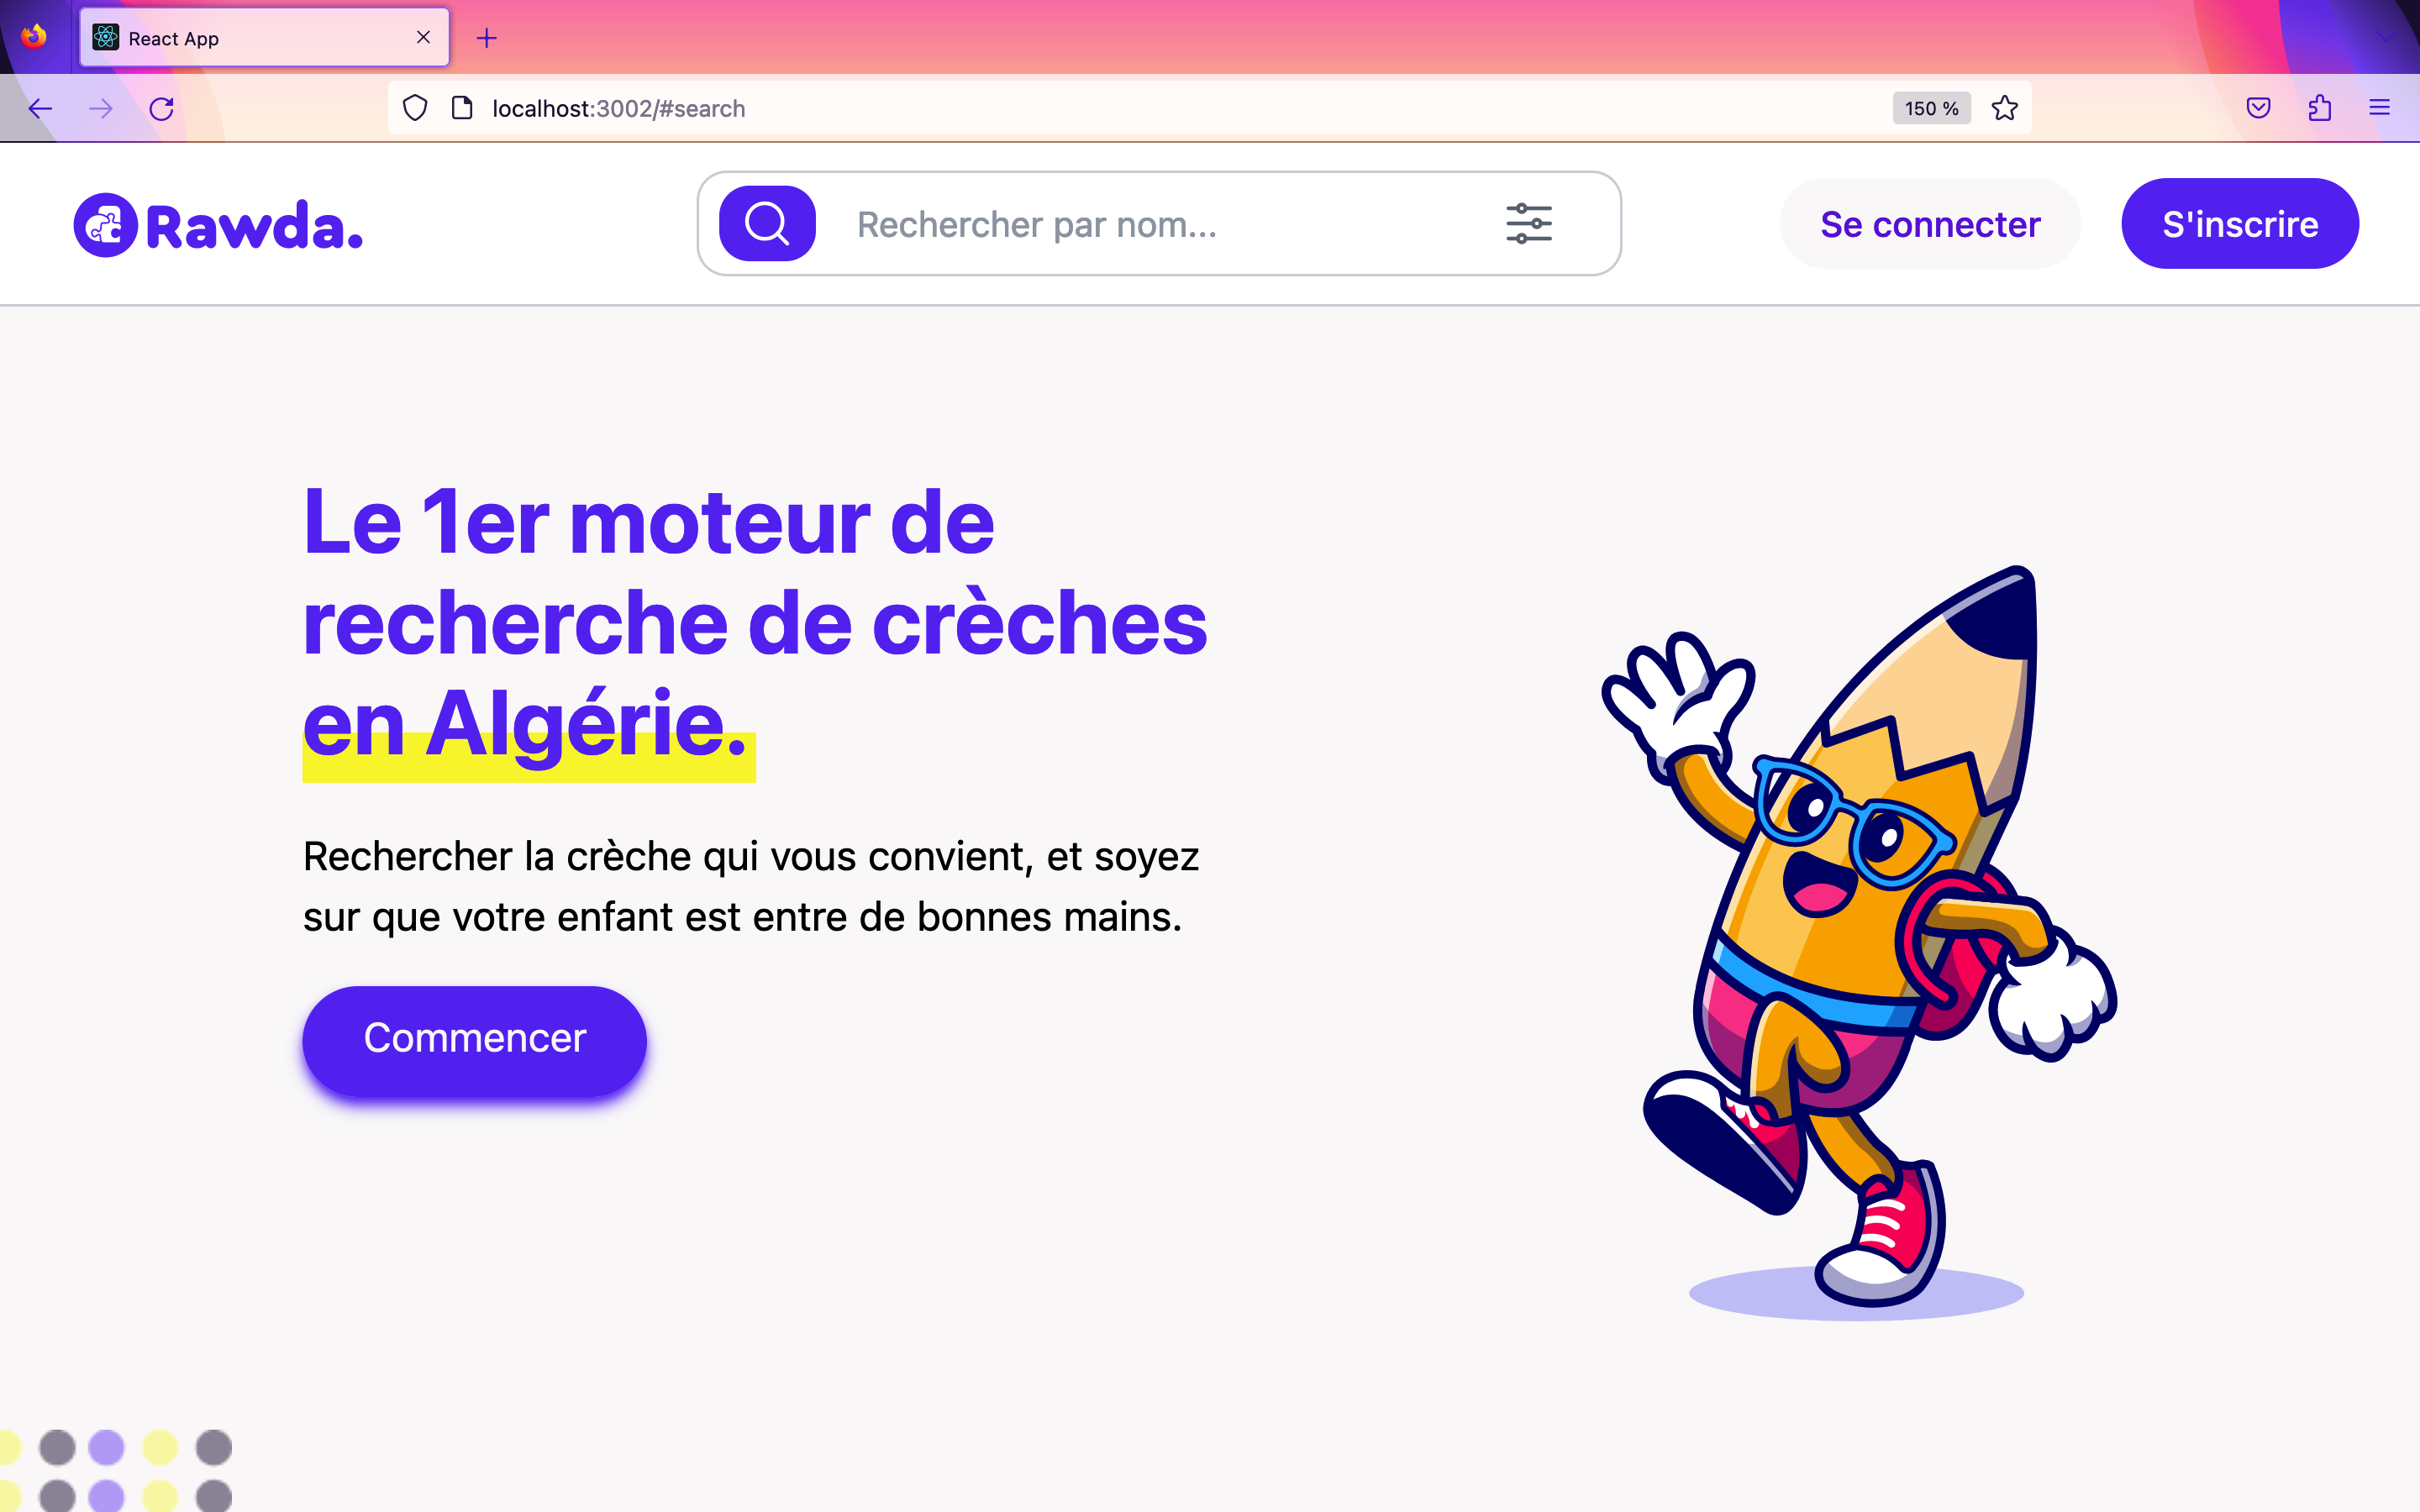 React App
localhost:3002/#search
150 %
Rawda.
Rechercher par nom...
Se connecter
S'inscrire
Le 1er moteur de
recherche de crèches
en Algérie.
Rechercher la crèche qui vous convient, et soyez
sur que votre enfant est entre de bonnes mains.
Commencer